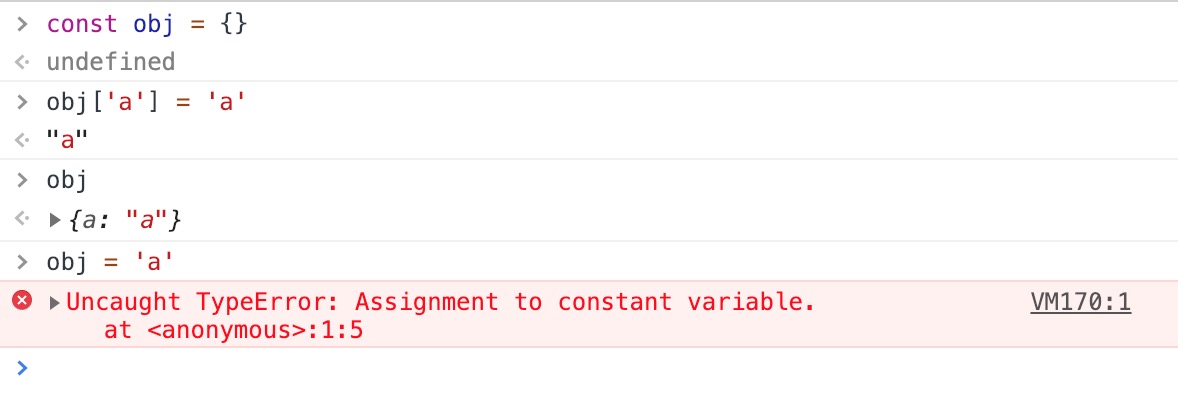 > const obj = {}
<· undefined
> obj['a'] = 'a'
<· "a"
> obj
<· ▶{a: "a"}
> obj = 'a'
▶Uncaught TypeError: Assignment to constant variable. VM170:1
at <anonymous>:1:5
>